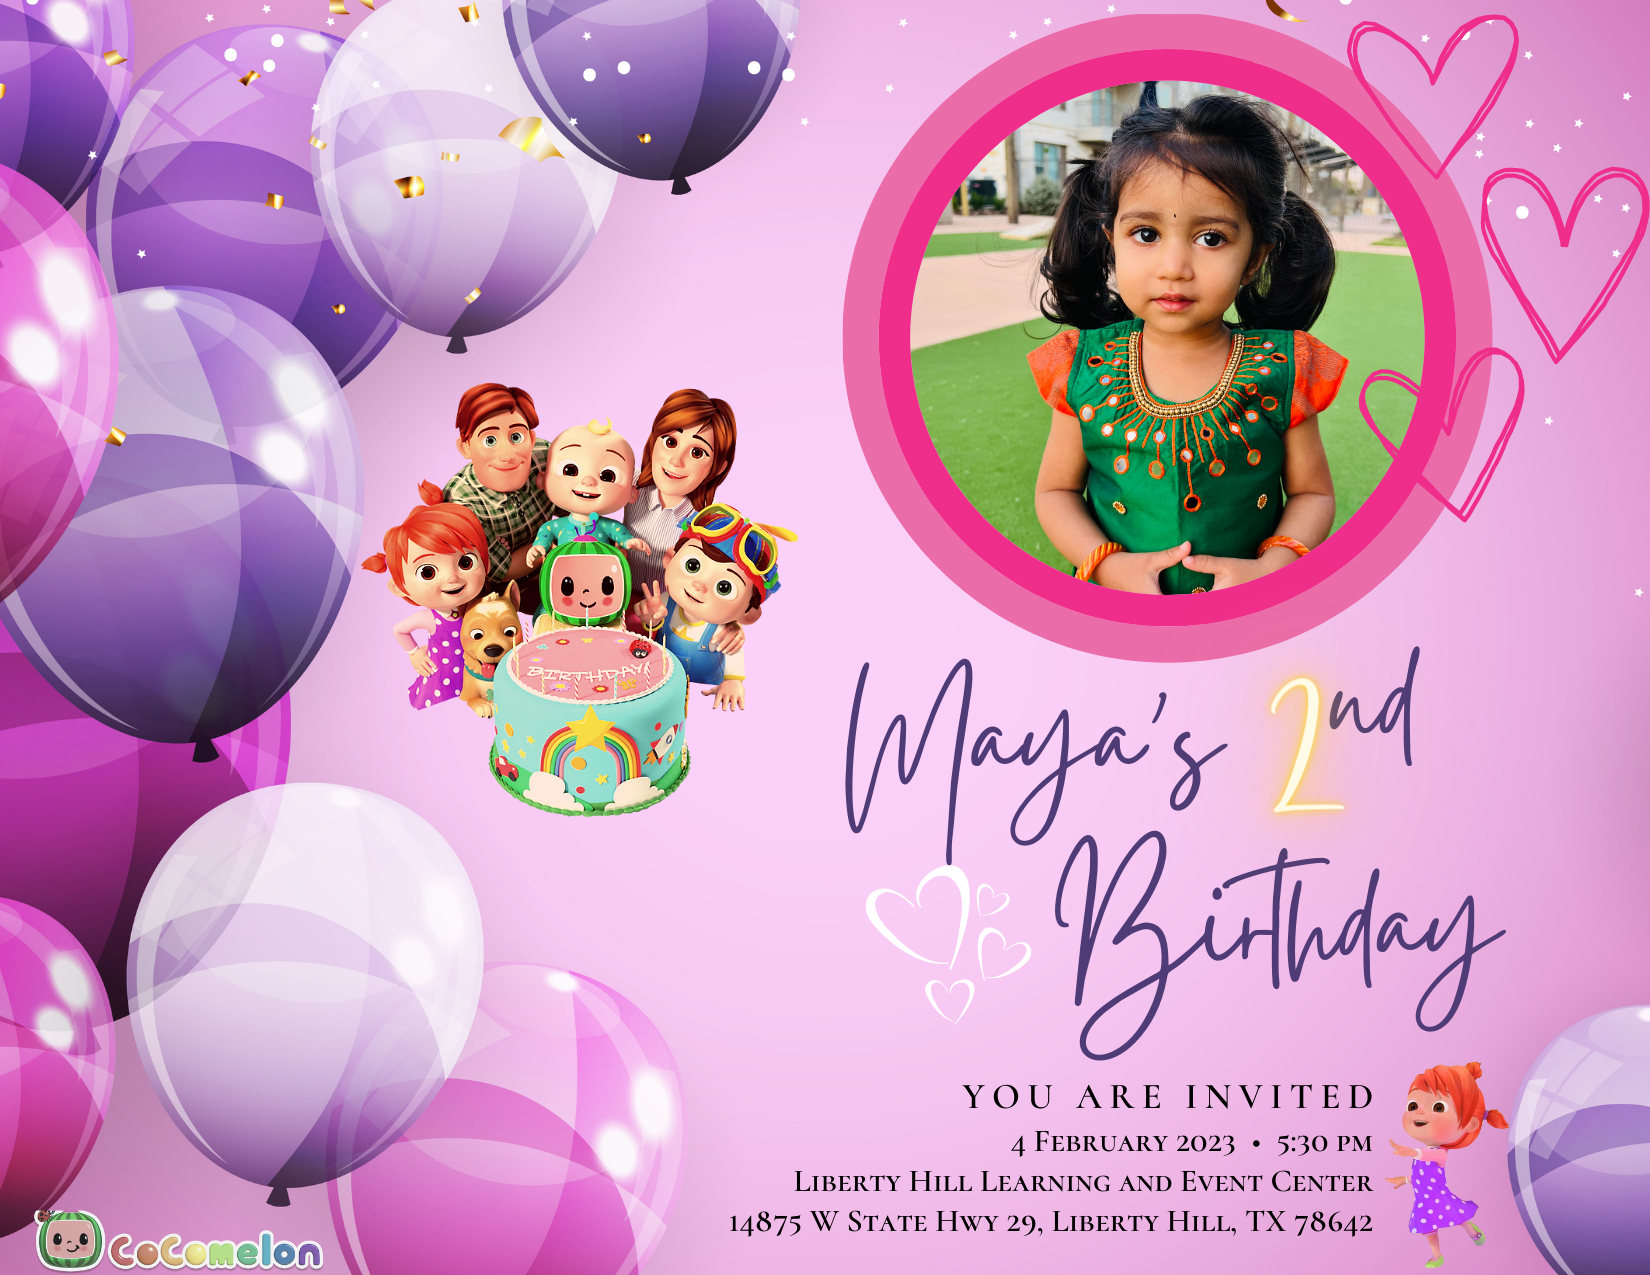 BIRTHDAY!
Maya's 2nd
Birthday
YOU ARE INVITED
4 February 2023 • 5:30 pm
Liberty Hill Learning and Event Center
14875 W State Hwy 29, Liberty Hill, TX 78642
CoComelon